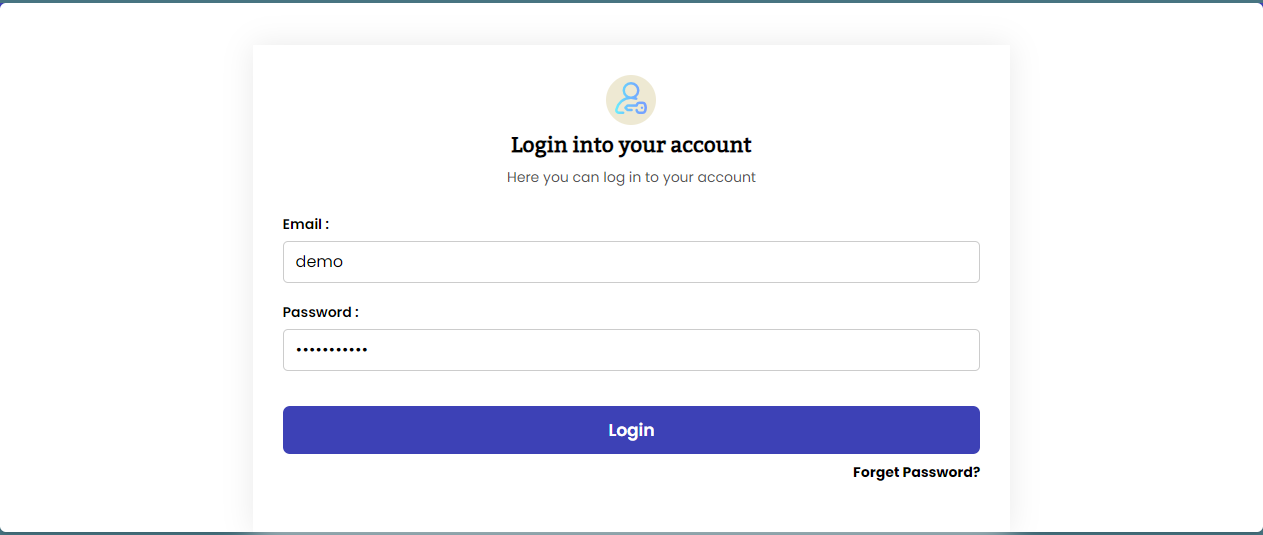 Login into your account
Here you can log in to your account
Email :
demo
Password :
•••••••••••
Login
Forget Password?